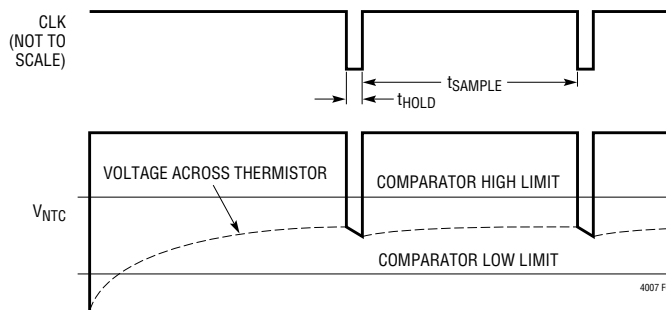 CLK
(NOT TO
SCALE)
tSAMPLE
tHOLD
VOLTAGE ACROSS THERMISTOR
COMPARATOR HIGH LIMIT
VNTC
COMPARATOR LOW LIMIT
4007 F